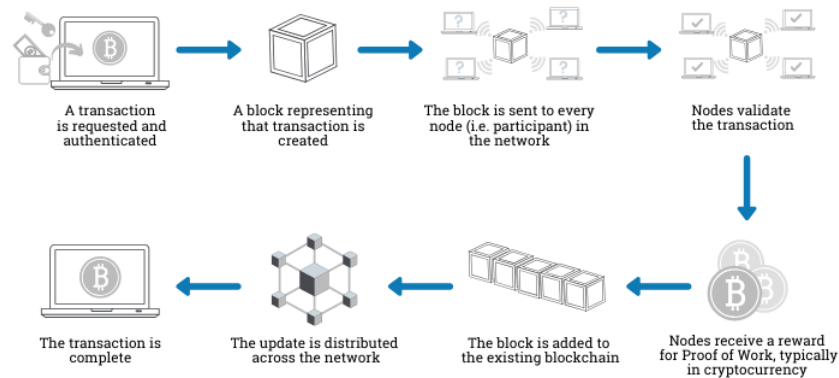 A transaction
is requested and
authenticated
A block representing
that transaction is
created
The block is sent to every
node (i.e. participant) in
the network
Nodes validate
the transaction
?
?
?
?
The transaction is
complete
The update is distributed
across the network
The block is added to
the existing blockchain
Nodes receive a reward
for Proof of Work, typically
in cryptocurrency